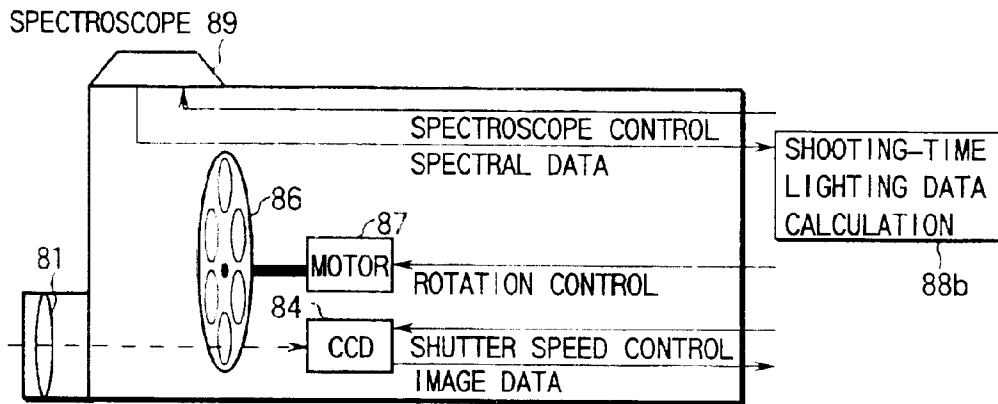 SPECTROSCOPE 89
SPECTROSCOPE CONTROL
SPECTRAL DATA
SHOOTING-TIME
LIGHTING DATA
CALCULATION
88b
86
87
MOTOR
ROTATION CONTROL
81
84
CCD
SHUTTER SPEED CONTROL
IMAGE DATA